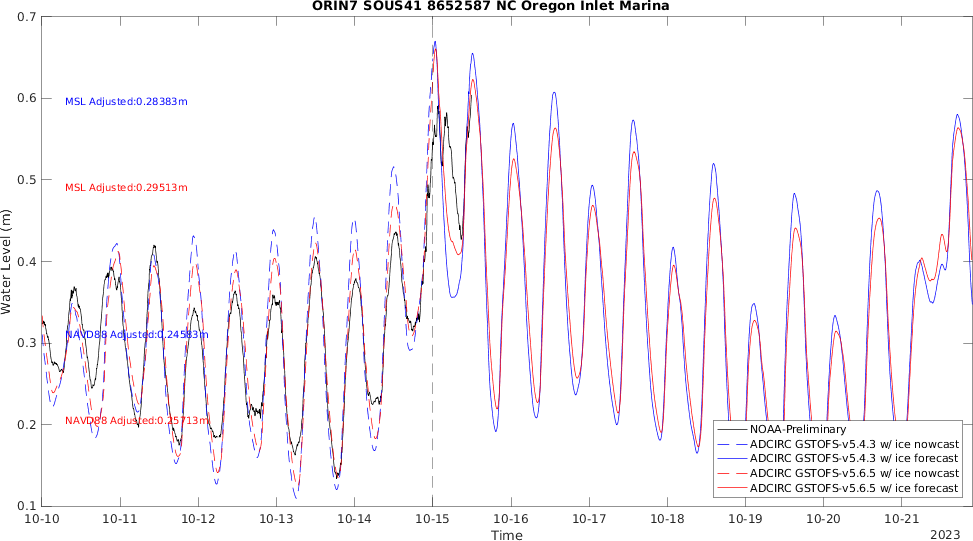 ORIN7 SOUS41 8652587 NC Oregon Inlet Marina
0.7
0.6
0.5
0.4
0.3
0.2
0.1
Water Level (m)
MSL Adjusted:0.28383m
MSL Adjusted:0.29513m
NAVD88 Adjusted:0.24583m
NAVD88 Adjusted:0.25713m
NOAA-Preliminary
ADCIRC GSTOFS-v5.4.3 w/ ice nowcast
ADCIRC GSTOFS-v5.4.3 w/ ice forecast
ADCIRC GSTOFS-v5.6.5 w/ ice nowcast
ADCIRC GSTOFS-v5.6.5 w/ ice forecast
10-10 10-11 10-12 10-13 10-14 10-15 10-16 10-17 10-18 10-19 10-20 10-21
Time
2023